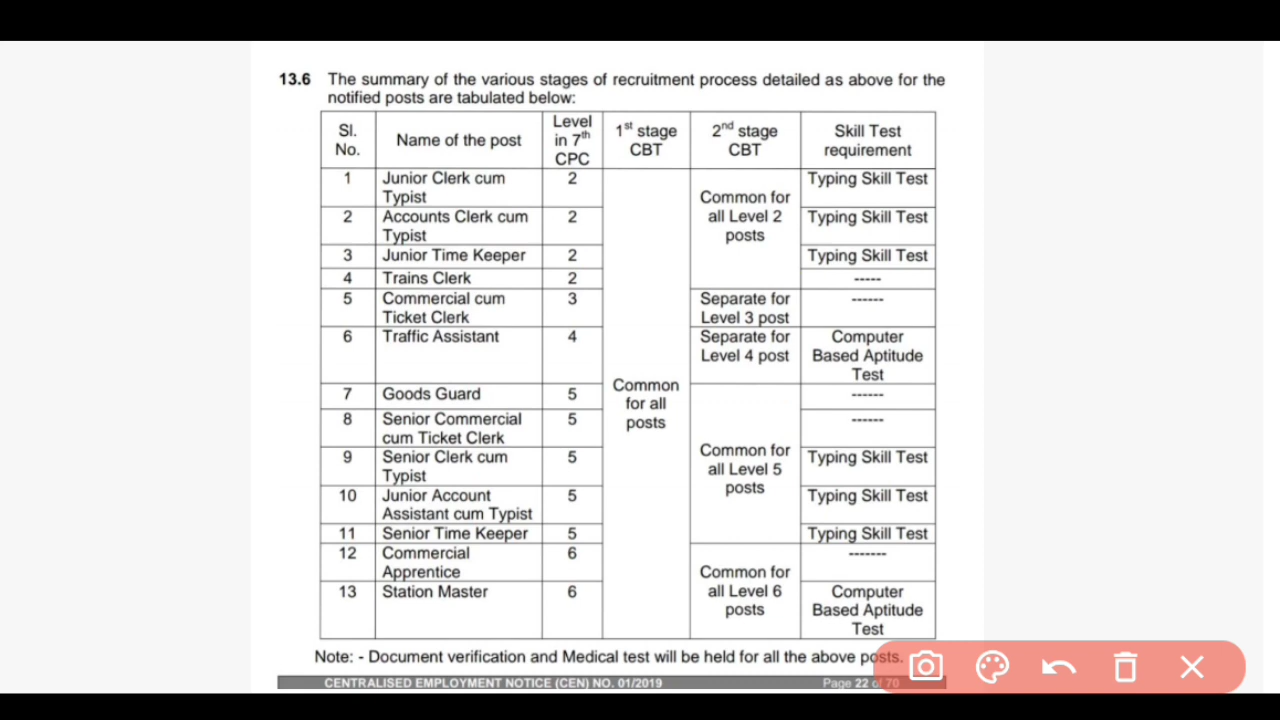 13.6 The summary of the various stages of recruitment process detailed as above for the
notified posts are tabulated below:
Sl. No. Name of the post Level in 7th CPC 1st stage CBT 2nd stage CBT Skill Test requirement
1 Junior Clerk cum Typist 2 Common for all posts Common for all Level 2 posts Typing Skill Test
2 Accounts Clerk cum Typist 2 Typing Skill Test
3 Junior Time Keeper 2 Typing Skill Test
4 Trains Clerk 2 -----
5 Commercial cum Ticket Clerk 3 Separate for Level 3 post ------
6 Traffic Assistant 4 Separate for Level 4 post Computer Based Aptitude Test
7 Goods Guard 5 Common for all Level 5 posts ------
8 Senior Commercial cum Ticket Clerk 5 ------
9 Senior Clerk cum Typist 5 Typing Skill Test
10 Junior Account Assistant cum Typist 5 Typing Skill Test
11 Senior Time Keeper 5 Typing Skill Test
12 Commercial Apprentice 6 Common for all Level 6 posts -------
13 Station Master 6 Computer Based Aptitude Test
Note: - Document verification and Medical test will be held for all the above posts.
CENTRALISED EMPLOYMENT NOTICE (CEN) NO. 01/2019 Page 22 of 70